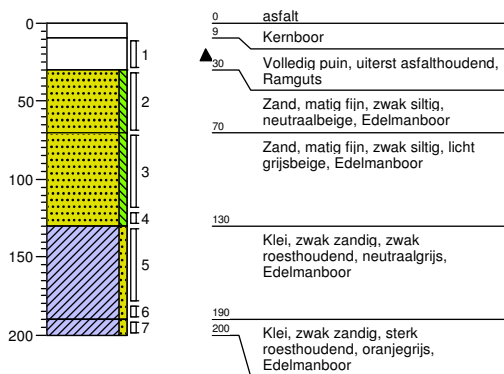 0
50
100
150
200
1
2
3
4
5
6
7
0 asfalt
9 Kernboor
30 Volledig puin, uiterst asfalthoudend,
Ramguts
Zand, matig fijn, zwak siltig,
neutraalbeige, Edelmanboor
70
Zand, matig fijn, zwak siltig, licht
grijsbeige, Edelmanboor
130
Klei, zwak zandig, zwak
roesthoudend, neutraalgrijs,
Edelmanboor
190
200 Klei, zwak zandig, sterk
roesthoudend, oranjegrijs,
Edelmanboor